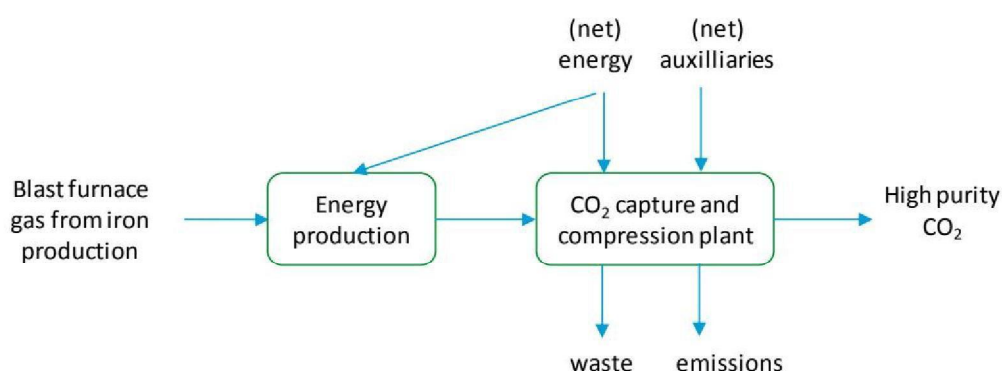 (net)
energy
(net)
auxilliaries
Blast furnace
gas from iron
production
Energy
production
CO₂ capture and
compression plant
High purity
CO₂
waste
emissions